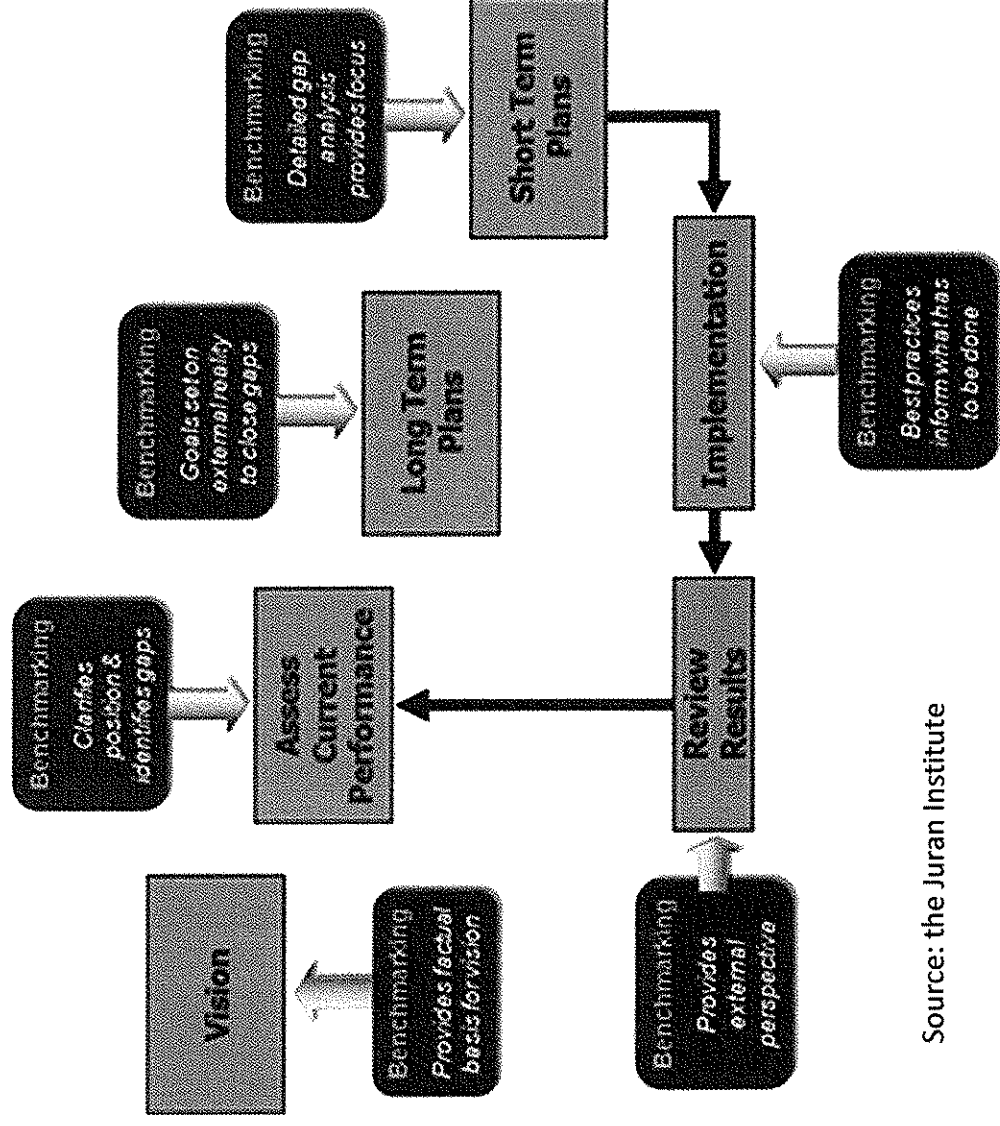 Vision
Benchmarking
Provides factual
basis for vision
Benchmarking
Clarifies
position &
identifies gaps
Assess
Current
Performance
Benchmarking
Goals set on
external reality
to close gaps
Long Term
Plans
Benchmarking
Detailed gap
analysis
provides focus
Short Term
Plans
Implementation
Benchmarking
Best practices
inform what has
to be done
Review
Results
Benchmarking
Provides
external
perspective
Source: the Juran Institute